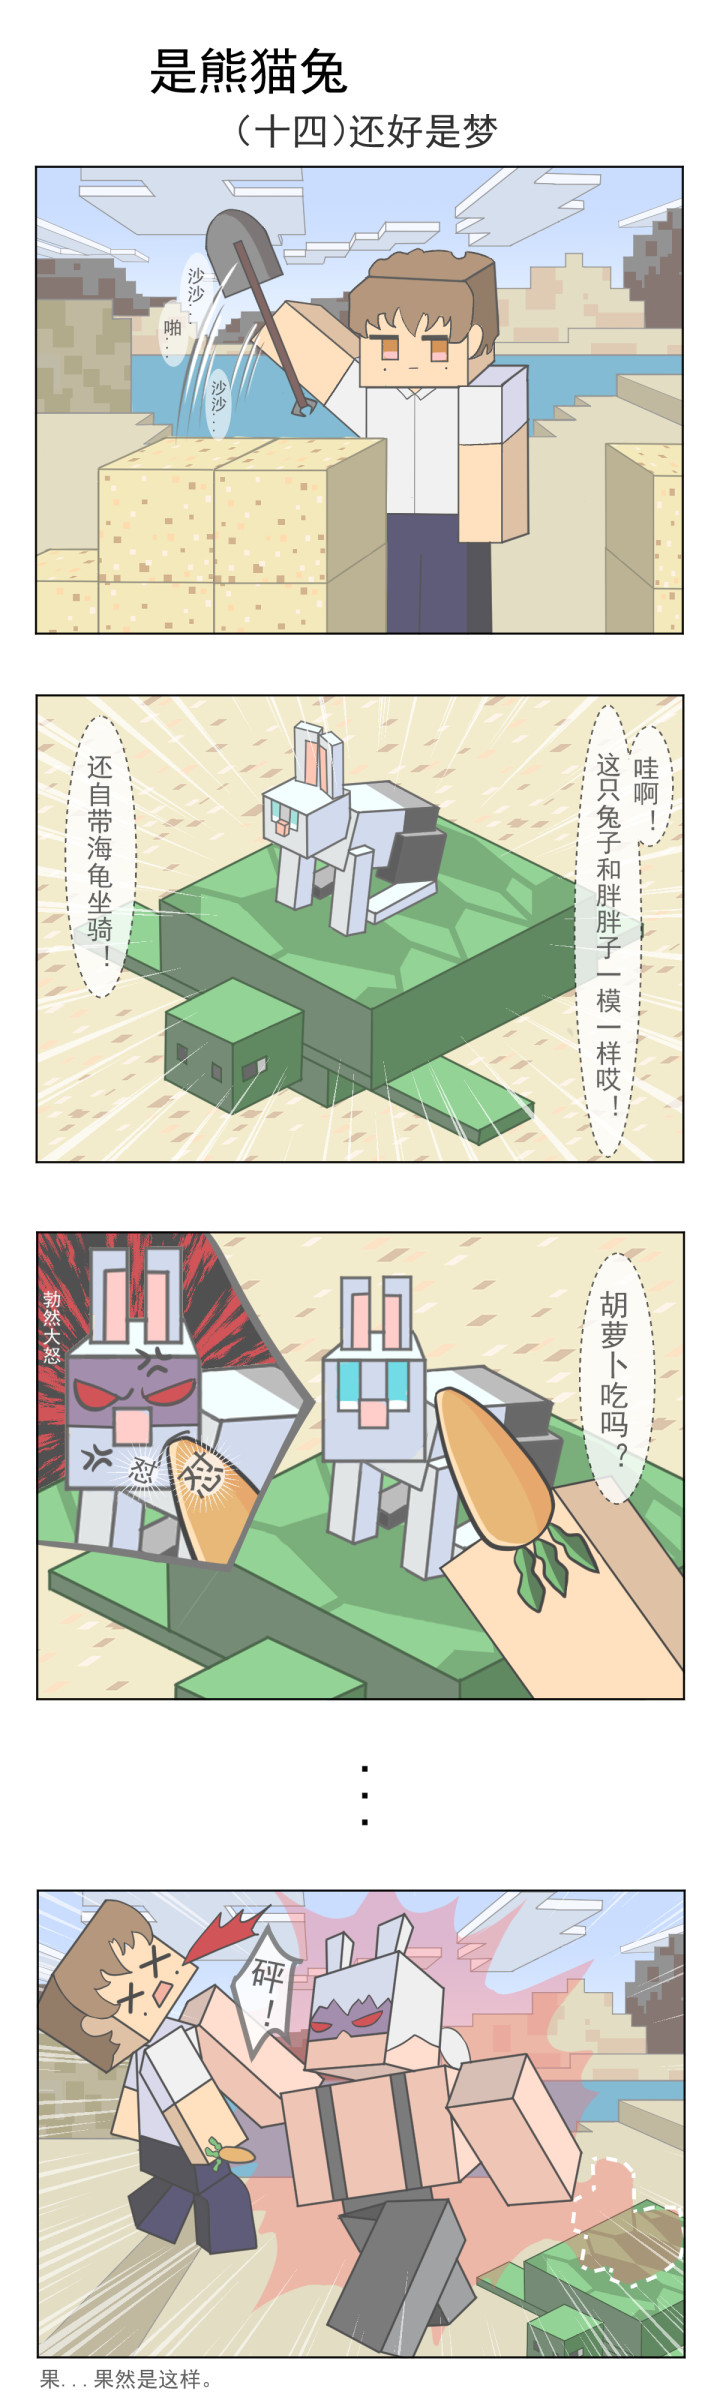 是熊猫兔
（十四）还好是梦
沙沙...
啪...
沙沙...
哇啊！
这只兔子和胖胖子一模一样哎！
还自带海龟坐骑！
勃然大怒
怼
怼
胡萝卜吃吗？
...
砰！
果...果然是这样。